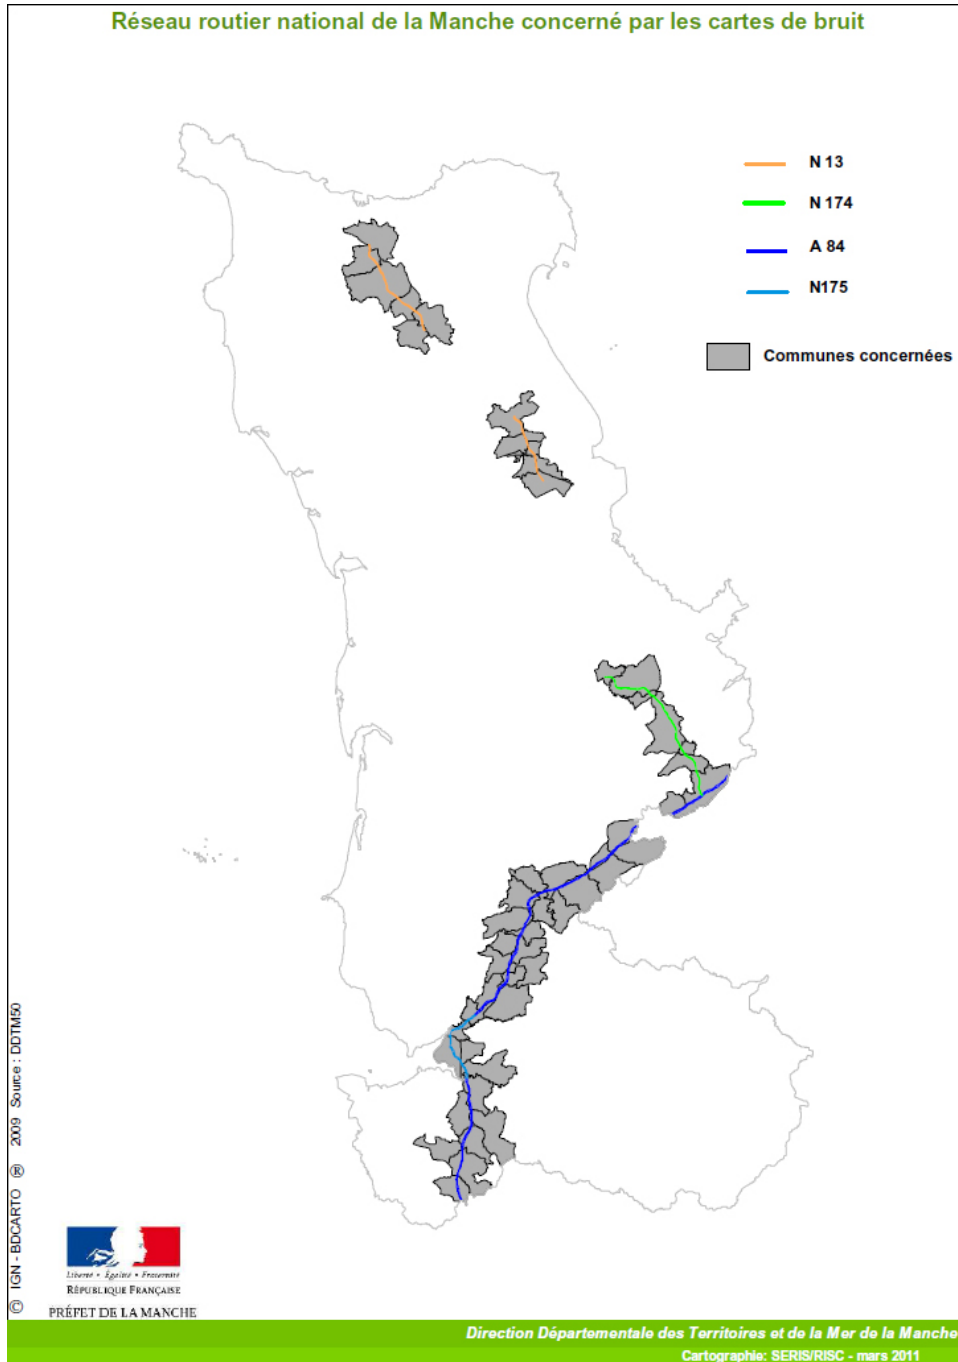 Réseau routier national de la Manche concerné par les cartes de bruit
N 13
N 174
A 84
N175
Communes concernées
© IGN - BDCARTO ® 2009 Source : DDTM50
Liberté • Égalité • Fraternité
RÉPUBLIQUE FRANÇAISE
PRÉFET DE LA MANCHE
Direction Départementale des Territoires et de la Mer de la Manche
Cartographie: SERIS/RISC - mars 2011